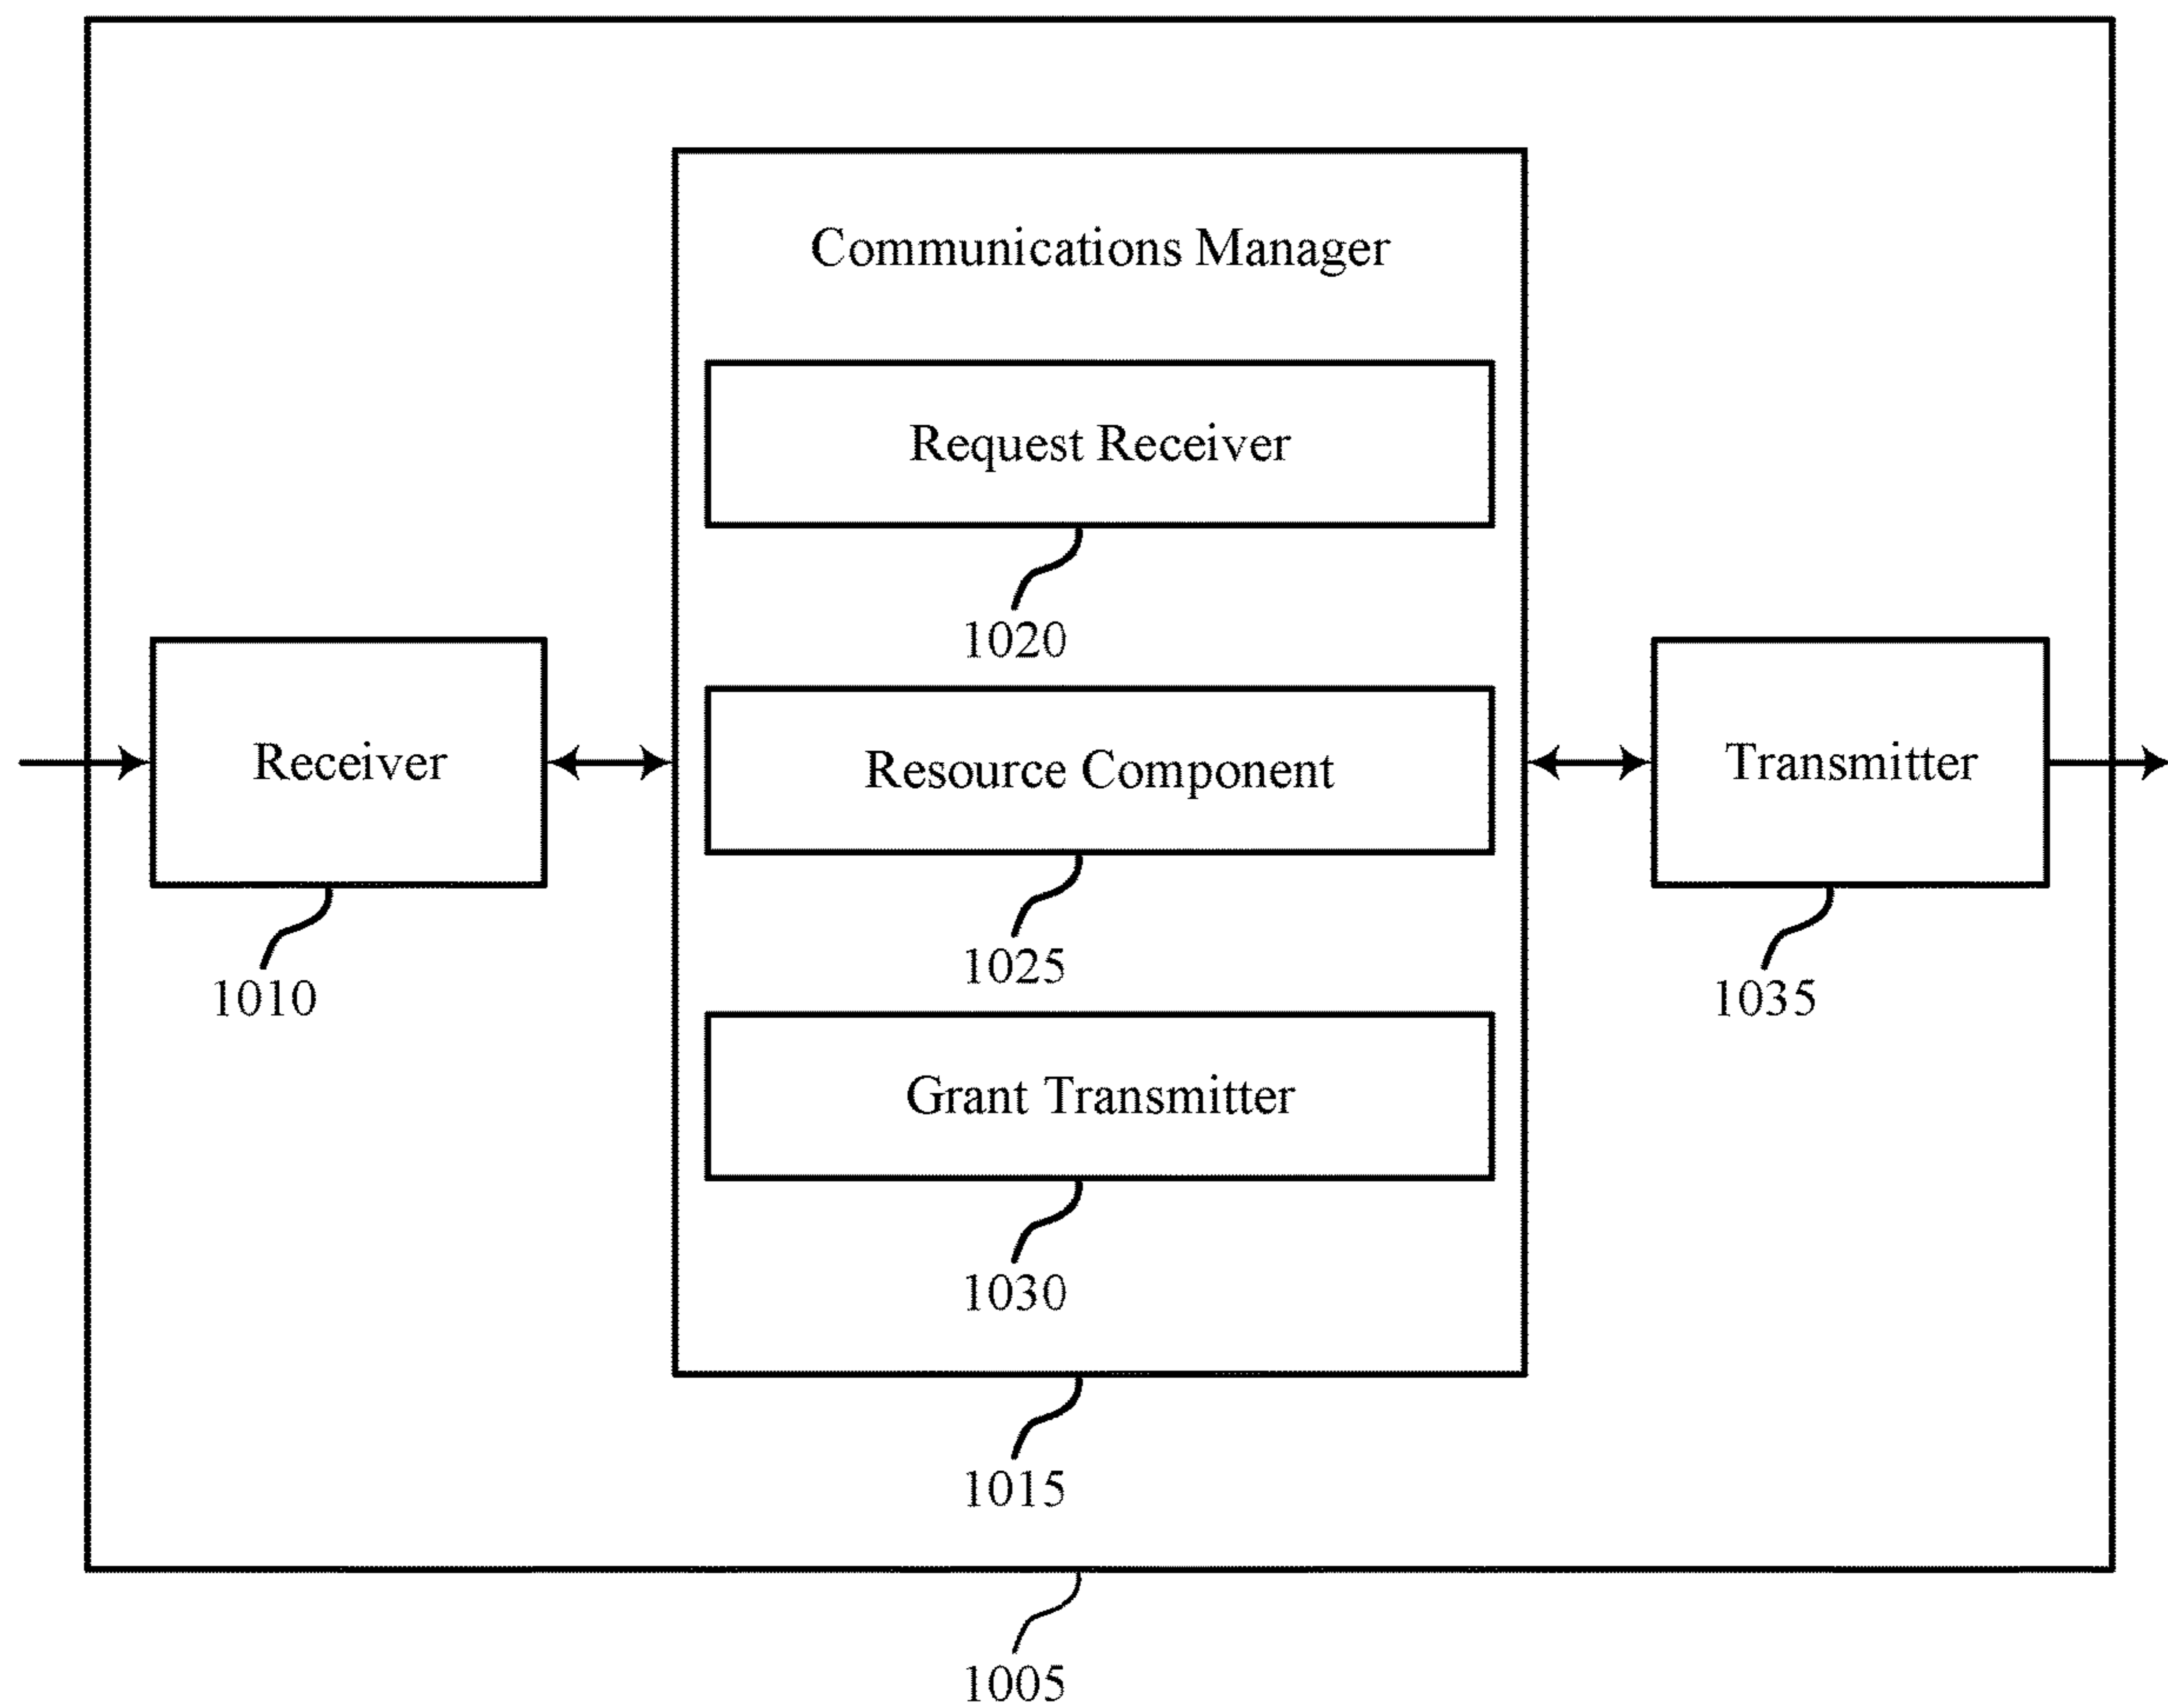 Communications Manager
Request Receiver
1020
Receiver
Resource Component
Transmitter
1010
1025
1035
Grant Transmitter
1030
1015
1005